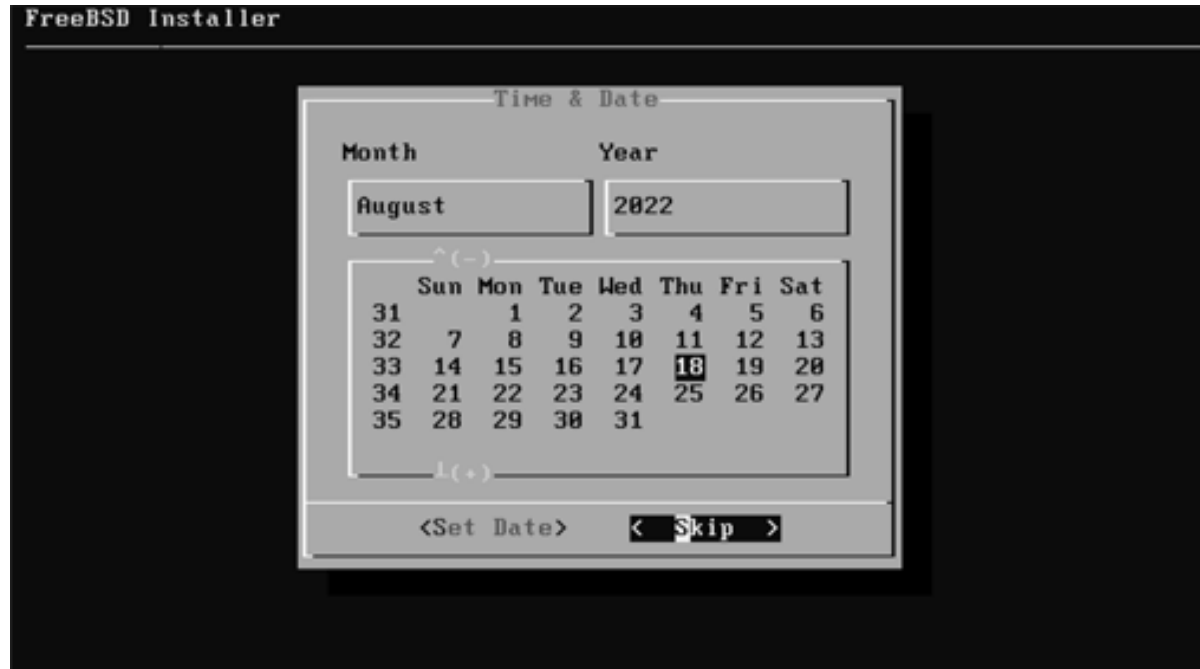 FreeBSD Installer
Time & Date
Month Year
August 2022
^(-)
Sun Mon Tue Wed Thu Fri Sat
31 1 2 3 4 5 6
32 7 8 9 10 11 12 13
33 14 15 16 17 18 19 20
34 21 22 23 24 25 26 27
35 28 29 30 31
┴(+)
<Set Date> < Skip >